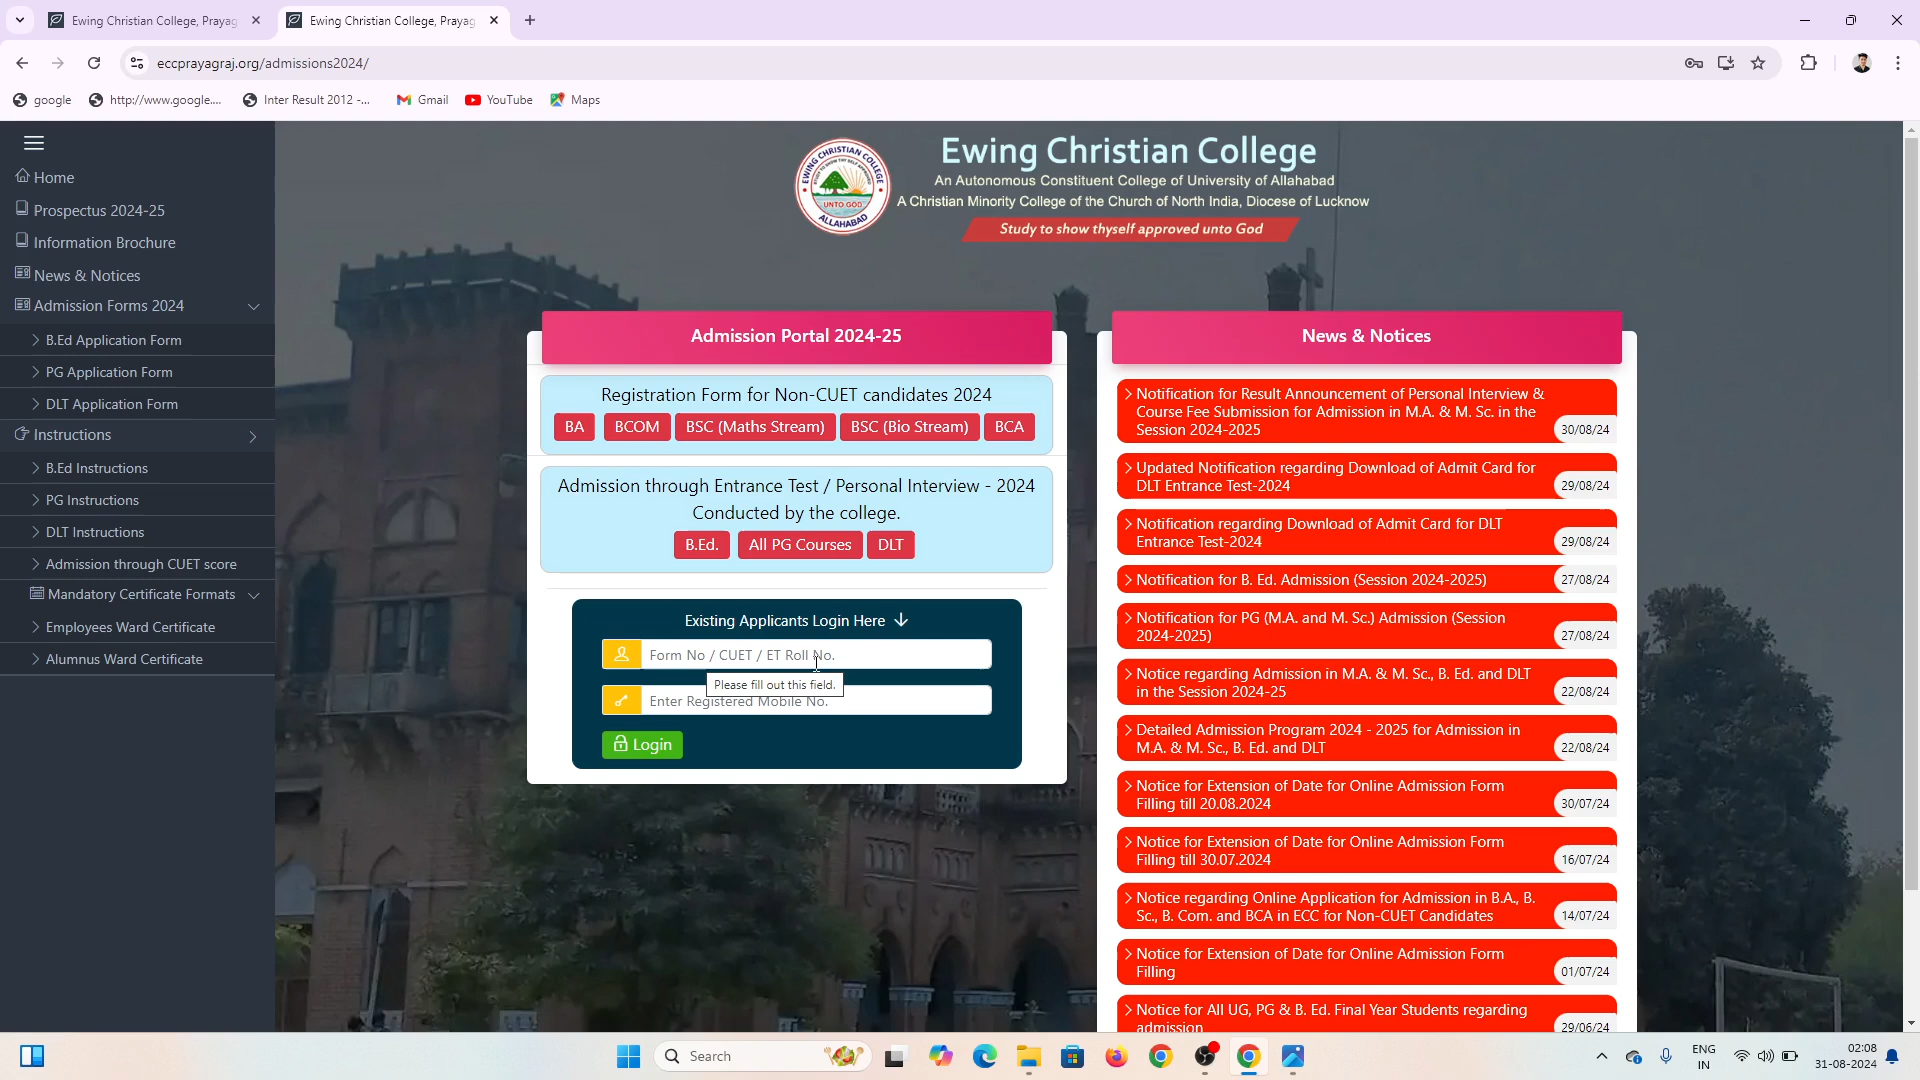 Ewing Christian College, Prayag
Ewing Christian College, Prayag
eccprayagraj.org/admissions2024/
google
http://www.google....
Inter Result 2012 -...
Gmail
YouTube
Maps
Home
Prospectus 2024-25
Information Brochure
News & Notices
Admission Forms 2024
B.Ed Application Form
PG Application Form
DLT Application Form
Instructions
B.Ed Instructions
PG Instructions
DLT Instructions
Admission through CUET score
Mandatory Certificate Formats
Employees Ward Certificate
Alumnus Ward Certificate
EWING CHRISTIAN COLLEGE
UNTO GOD
ALLAHABAD
Ewing Christian College
An Autonomous Constituent College of University of Allahabad
A Christian Minority College of the Church of North India, Diocese of Lucknow
Study to show thyself approved unto God
Admission Portal 2024-25
Registration Form for Non-CUET candidates 2024
BA BCOM BSC (Maths Stream) BSC (Bio Stream) BCA
Admission through Entrance Test / Personal Interview - 2024
Conducted by the college.
B.Ed. All PG Courses DLT
Existing Applicants Login Here
Form No / CUET / ET Roll No.
Please fill out this field.
Enter Registered Mobile No.
Login
News & Notices
Notification for Result Announcement of Personal Interview &
Course Fee Submission for Admission in M.A. & M. Sc. in the
Session 2024-2025
30/08/24
Updated Notification regarding Download of Admit Card for
DLT Entrance Test-2024
29/08/24
Notification regarding Download of Admit Card for DLT
Entrance Test-2024
29/08/24
Notification for B. Ed. Admission (Session 2024-2025)
27/08/24
Notification for PG (M.A. and M. Sc.) Admission (Session
2024-2025)
27/08/24
Notice regarding Admission in M.A. & M. Sc., B. Ed. and DLT
in the Session 2024-25
22/08/24
Detailed Admission Program 2024 - 2025 for Admission in
M.A. & M. Sc., B. Ed. and DLT
22/08/24
Notice for Extension of Date for Online Admission Form
Filling till 20.08.2024
30/07/24
Notice for Extension of Date for Online Admission Form
Filling till 30.07.2024
16/07/24
Notice regarding Online Application for Admission in B.A., B.
Sc., B. Com. and BCA in ECC for Non-CUET Candidates
14/07/24
Notice for Extension of Date for Online Admission Form
Filling
01/07/24
Notice for All UG, PG & B. Ed. Final Year Students regarding
admission
29/06/24
Search
ENG
IN
02:08
31-08-2024